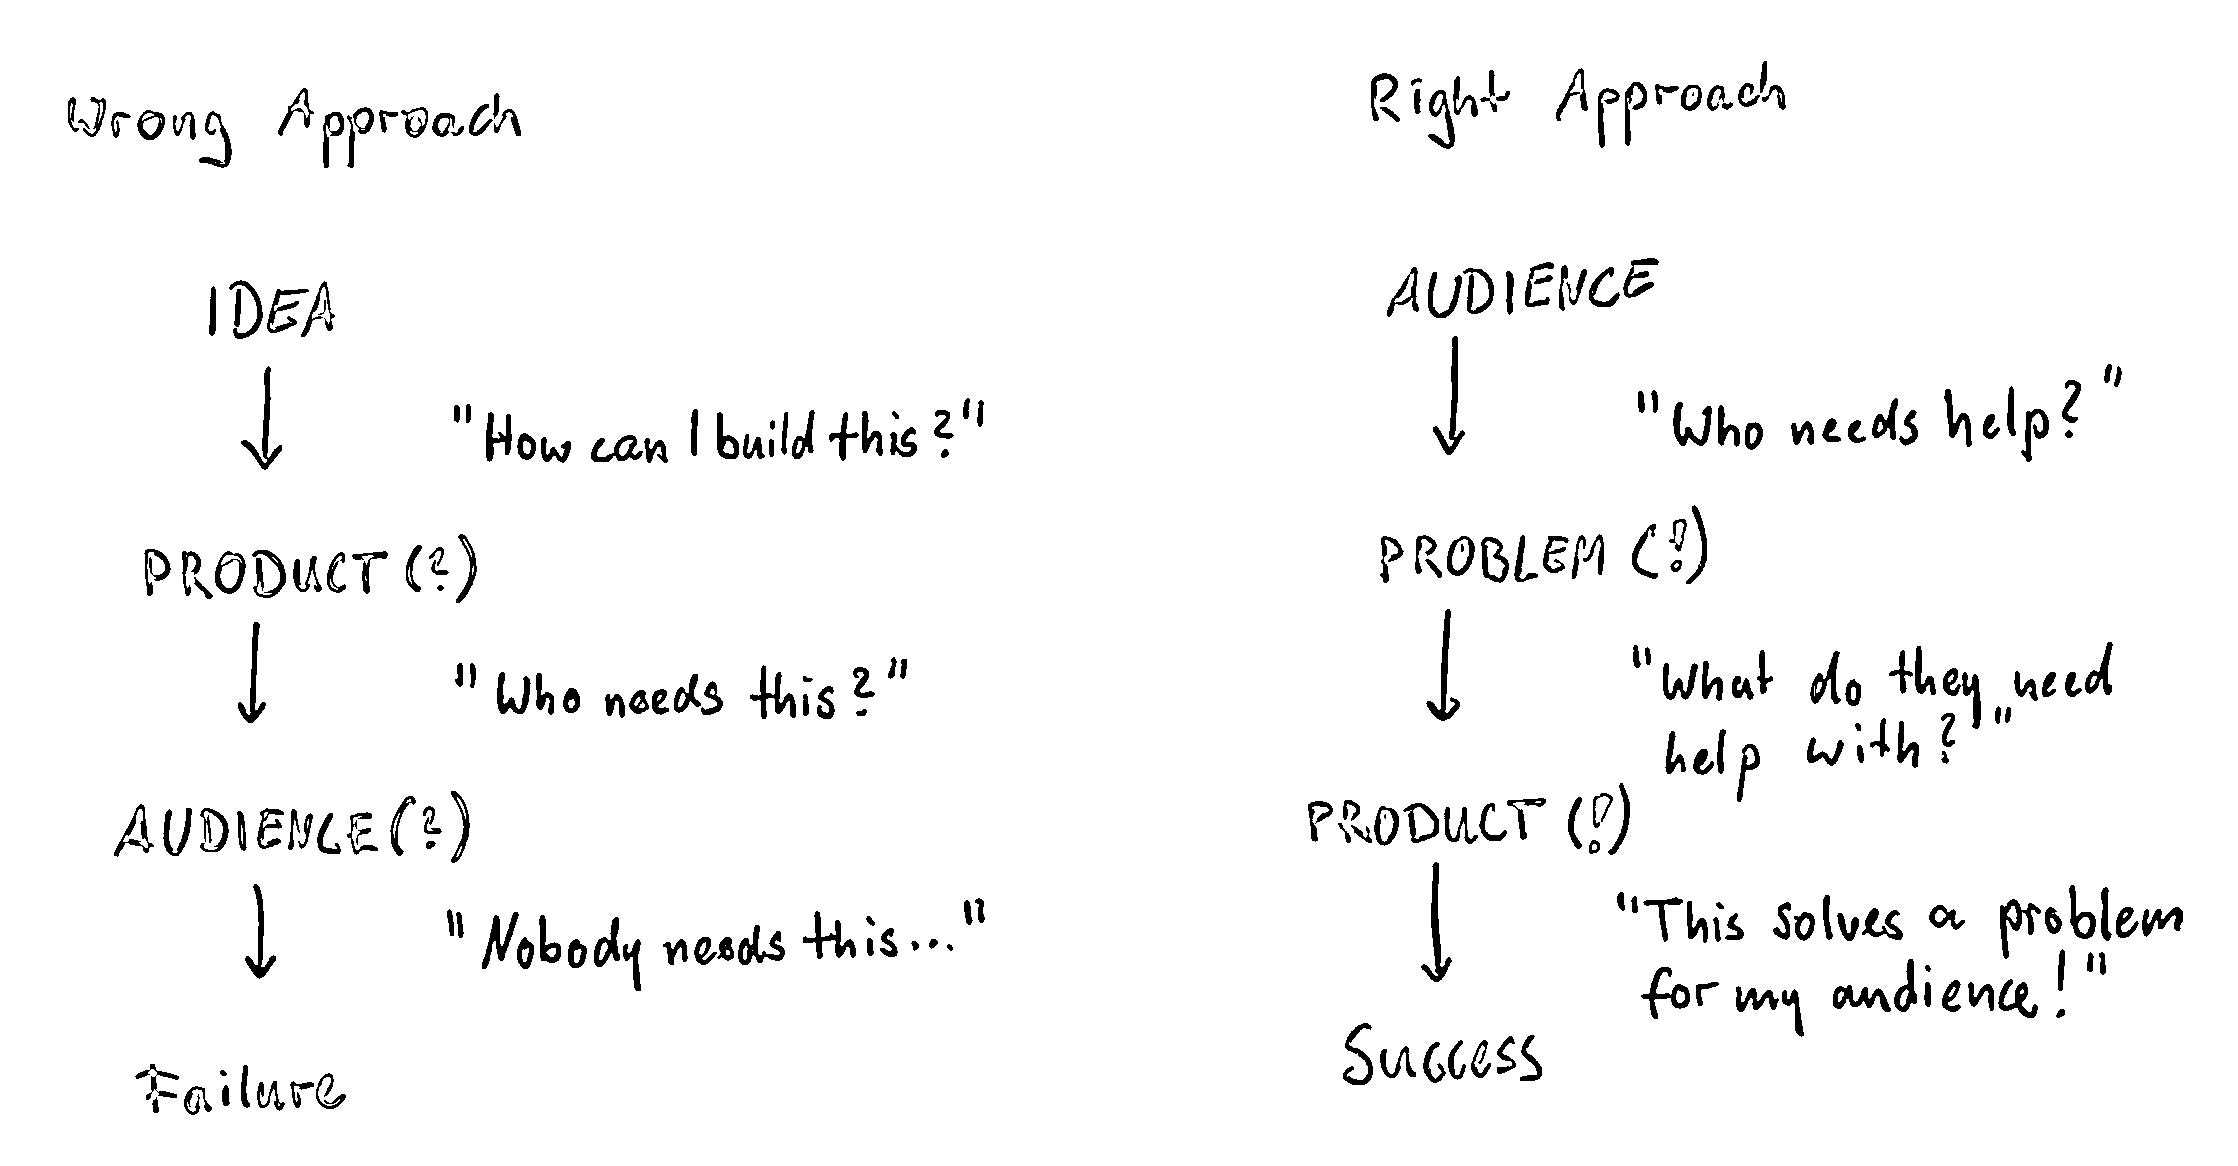 Wrong Approach
IDEA
"How can I build this?"
PRODUCT (?)
"Who needs this?"
AUDIENCE (?)
"Nobody needs this..."
Failure
Right Approach
AUDIENCE
"Who needs help?"
PROBLEM (!)
"What do they need
help with?"
PRODUCT (!)
"This solves a problem
for my audience!"
Success